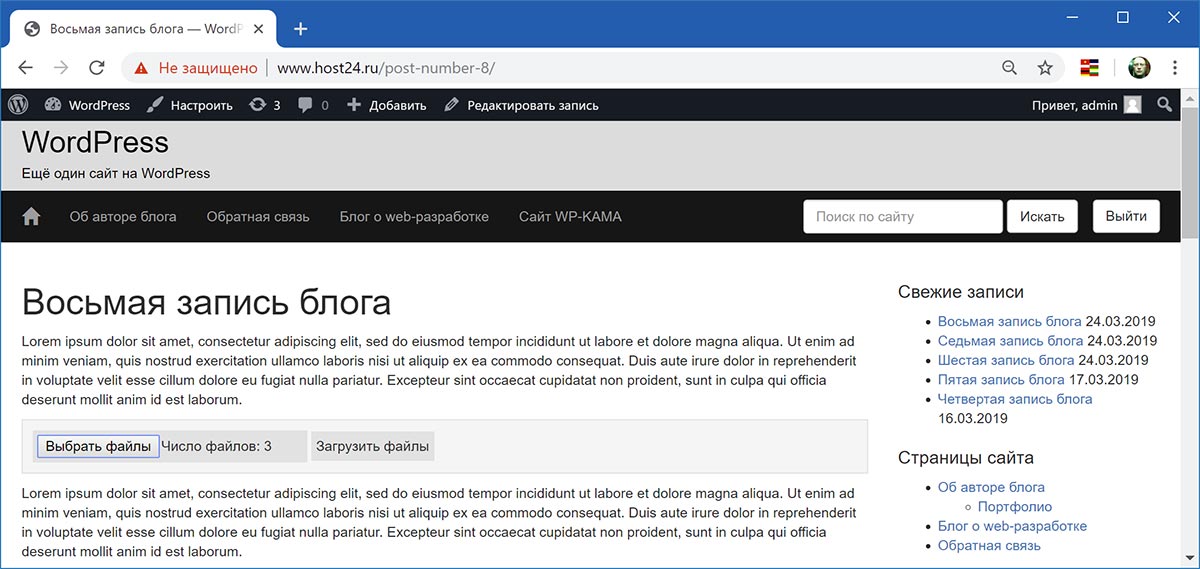 Восьмая запись блога — WordP
Не защищено www.host24.ru/post-number-8/
WordPress Настроить 3 0 Добавить Редактировать запись Привет, admin
WordPress
Ещё один сайт на WordPress
Об авторе блога Обратная связь Блог о web-разработке Сайт WP-KAMA Поиск по сайту Искать Выйти
Восьмая запись блога
Lorem ipsum dolor sit amet, consectetur adipiscing elit, sed do eiusmod tempor incididunt ut labore et dolore magna aliqua. Ut enim ad
minim veniam, quis nostrud exercitation ullamco laboris nisi ut aliquip ex ea commodo consequat. Duis aute irure dolor in reprehenderit
in voluptate velit esse cillum dolore eu fugiat nulla pariatur. Excepteur sint occaecat cupidatat non proident, sunt in culpa qui officia
deserunt mollit anim id est laborum.
Выбрать файлы Число файлов: 3 Загрузить файлы
Lorem ipsum dolor sit amet, consectetur adipiscing elit, sed do eiusmod tempor incididunt ut labore et dolore magna aliqua. Ut enim ad
minim veniam, quis nostrud exercitation ullamco laboris nisi ut aliquip ex ea commodo consequat. Duis aute irure dolor in reprehenderit
in voluptate velit esse cillum dolore eu fugiat nulla pariatur. Excepteur sint occaecat cupidatat non proident, sunt in culpa qui officia
deserunt mollit anim id est laborum.
Свежие записи
Восьмая запись блога 24.03.2019
Седьмая запись блога 24.03.2019
Шестая запись блога 24.03.2019
Пятая запись блога 17.03.2019
Четвертая запись блога
16.03.2019
Страницы сайта
Об авторе блога
Портфолио
Блог о web-разработке
Обратная связь